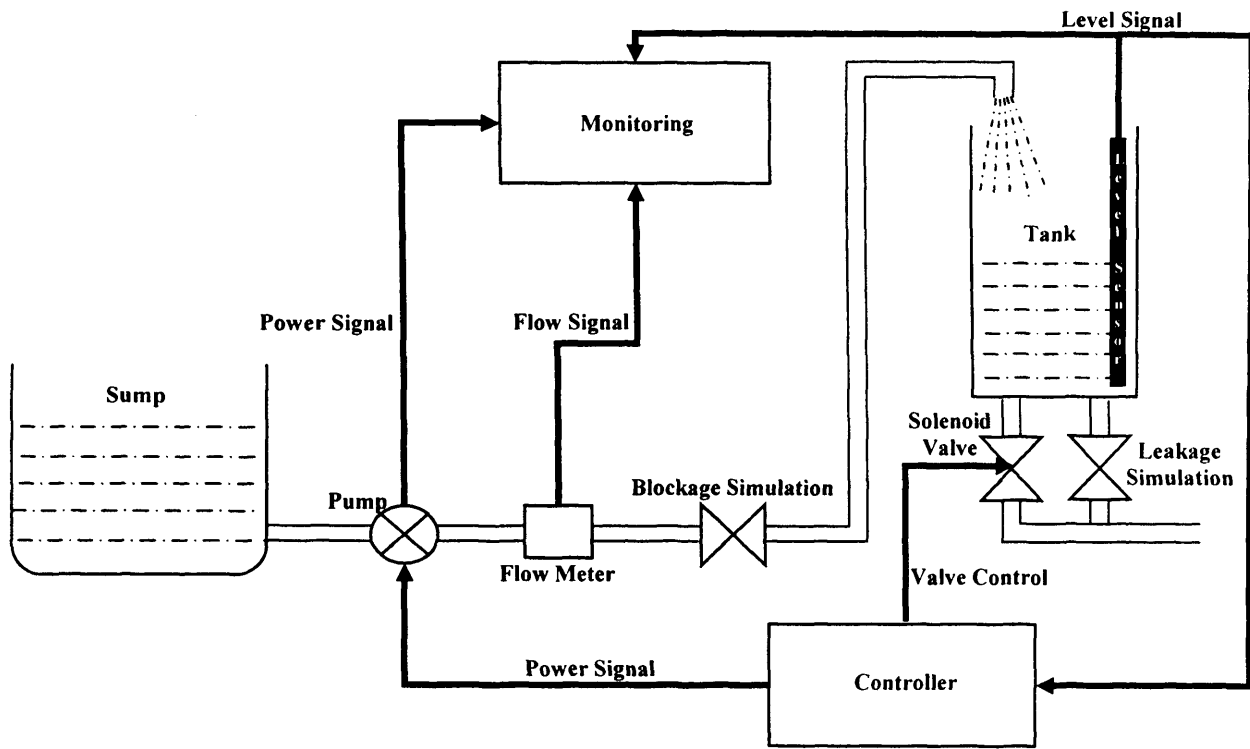 Level Signal
Monitoring
Tank
Level Sensor
Power Signal
Flow Signal
Sump
Solenoid
Valve
Leakage
Simulation
Pump
Blockage Simulation
Flow Meter
Valve Control
Power Signal
Controller